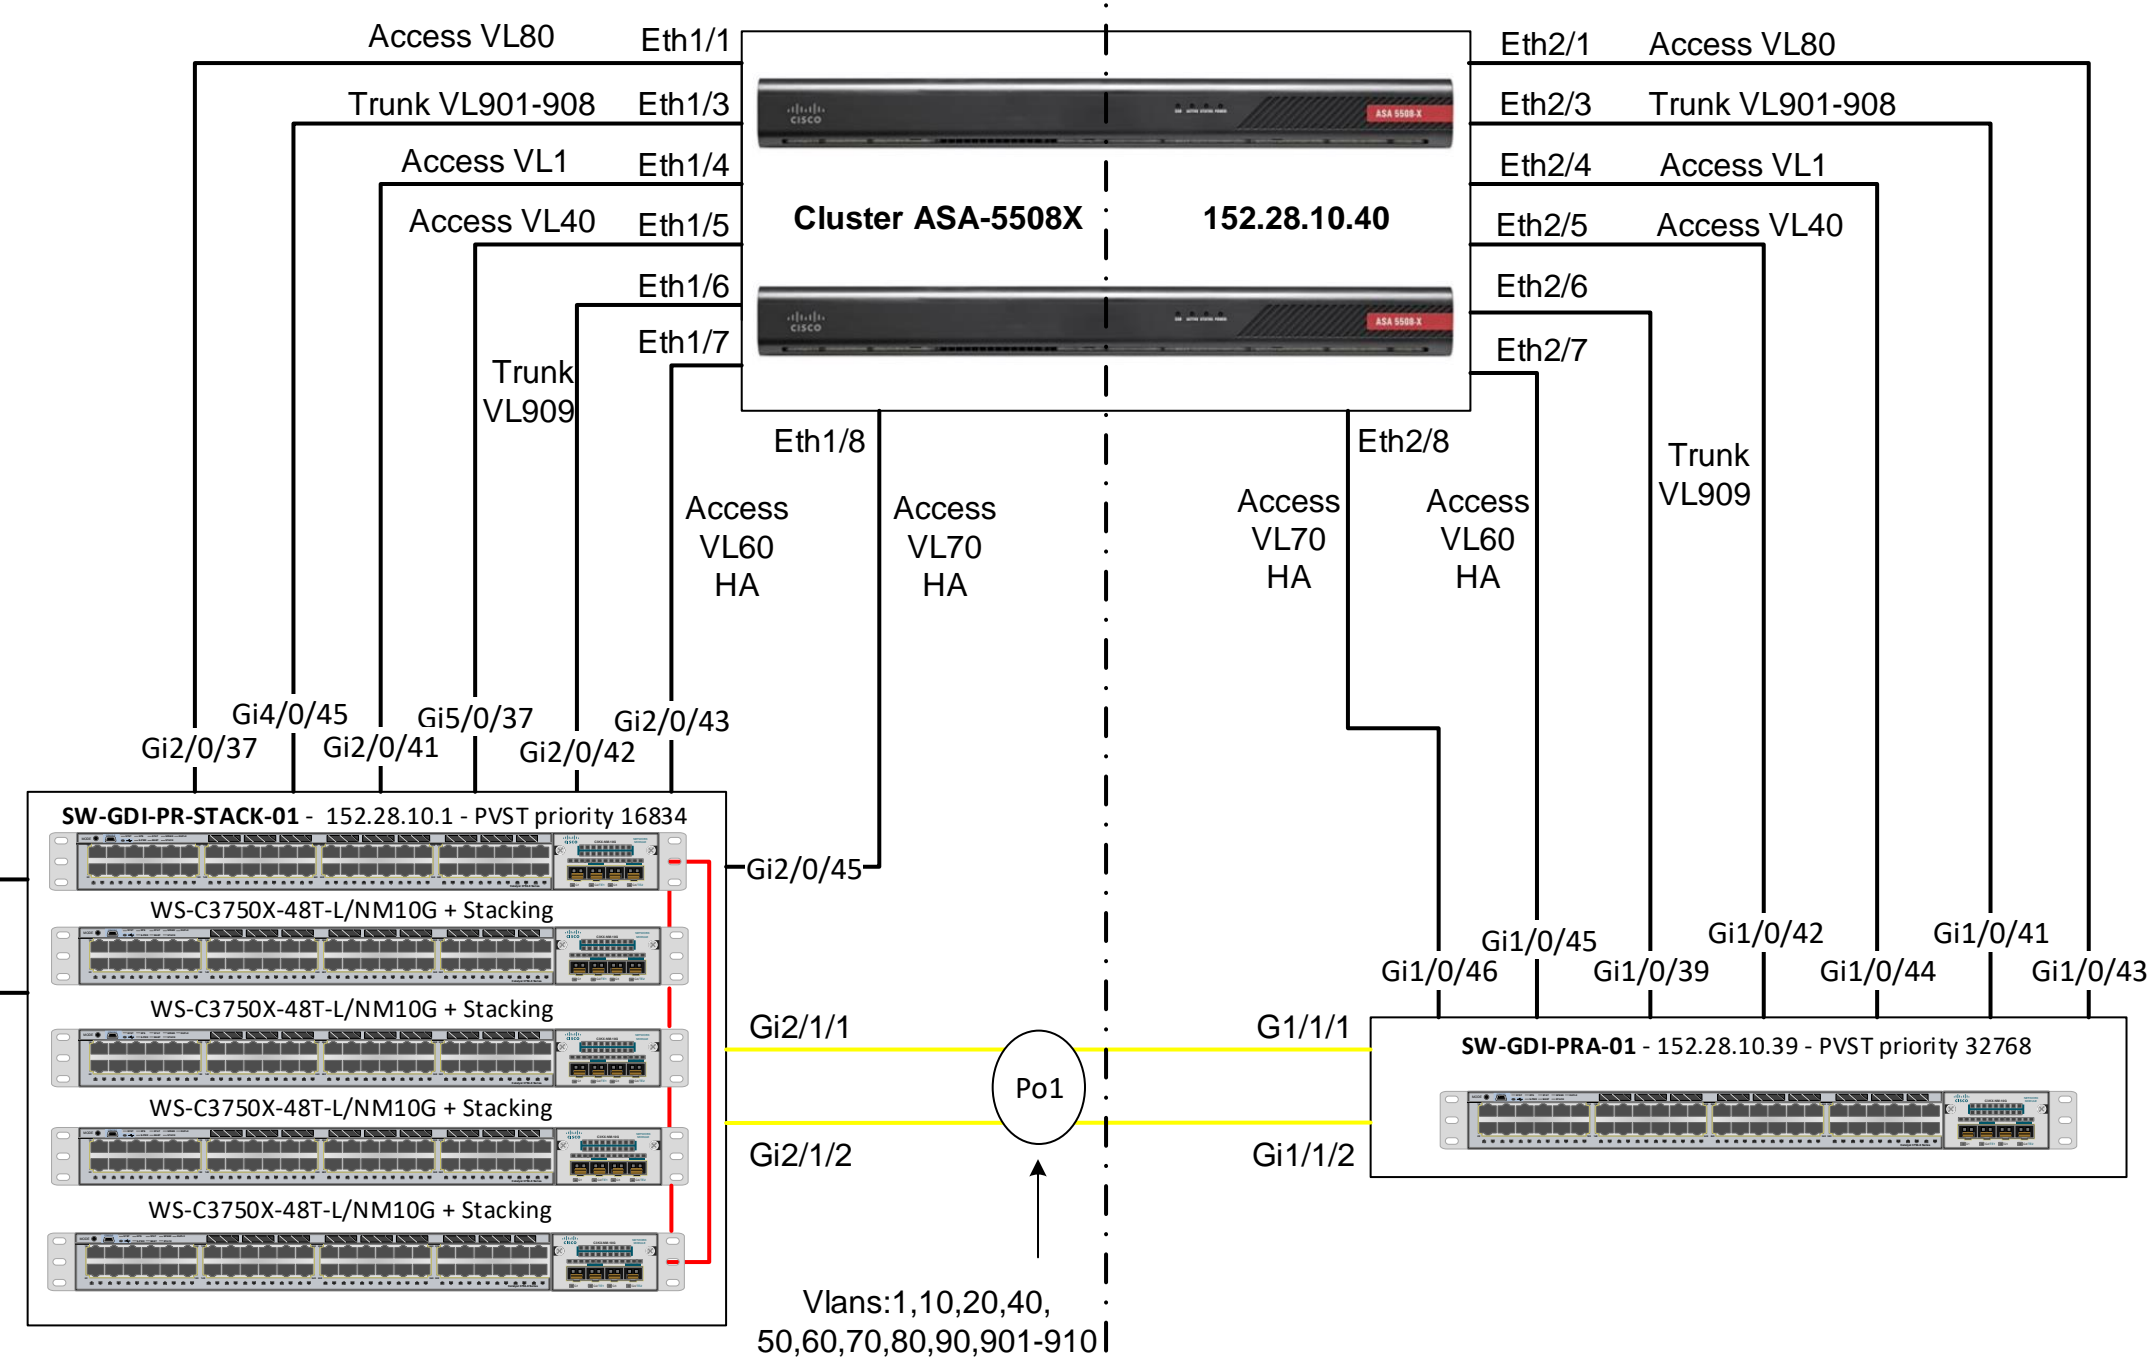 Access VL80
Eth1/1
Eth2/1
Access VL80
Trunk VL901-908
Eth1/3
CISCO
ASA 5508-X
Eth2/3
Trunk VL901-908
Access VL1
Eth1/4
Eth2/4
Access VL1
Access VL40
Eth1/5
Cluster ASA-5508X
152.28.10.40
Eth2/5
Access VL40
Eth1/6
CISCO
ASA 5508-X
Eth2/6
Eth1/7
Eth2/7
Trunk
VL909
Eth1/8
Eth2/8
Trunk
VL909
Access
VL60
HA
Access
VL70
HA
Access
VL70
HA
Access
VL60
HA
Gi2/0/37
Gi4/0/45
Gi2/0/41
Gi5/0/37
Gi2/0/42
Gi2/0/43
SW-GDI-PR-STACK-01 - 152.28.10.1 - PVST priority 16834
Gi2/0/45
WS-C3750X-48T-L/NM10G + Stacking
WS-C3750X-48T-L/NM10G + Stacking
WS-C3750X-48T-L/NM10G + Stacking
WS-C3750X-48T-L/NM10G + Stacking
Gi1/0/46
Gi1/0/45
Gi1/0/39
Gi1/0/42
Gi1/0/44
Gi1/0/41
Gi1/0/43
Gi2/1/1
G1/1/1
Po1
Gi2/1/2
Gi1/1/2
SW-GDI-PRA-01 - 152.28.10.39 - PVST priority 32768
Vlans:1,10,20,40,
50,60,70,80,90,901-910